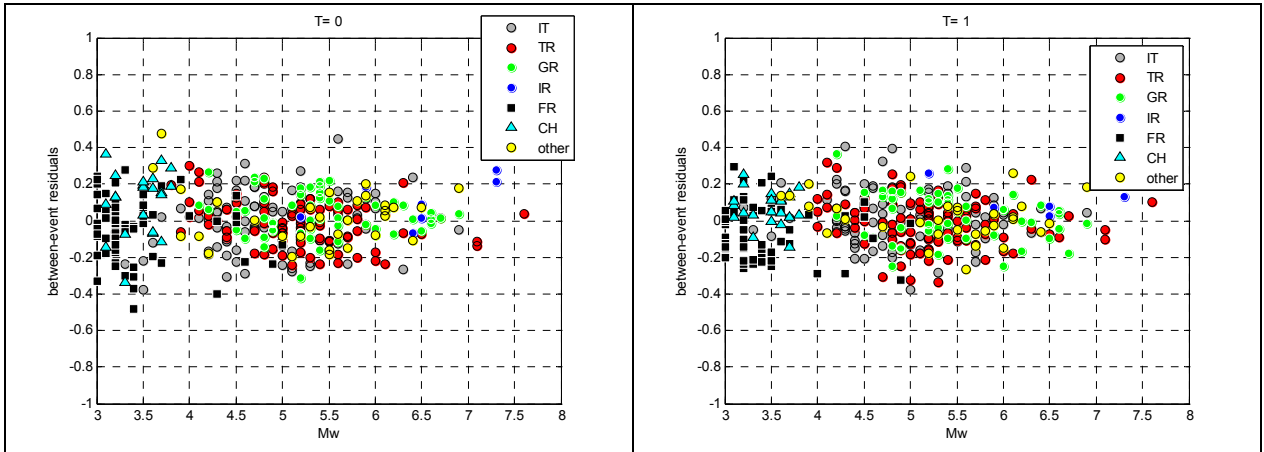 T= 0
IT
TR
GR
IR
FR
CH
other
between-event residuals
1
0.8
0.6
0.4
0.2
0
-0.2
-0.4
-0.6
-0.8
-1
3 3.5 4 4.5 5 5.5 6 6.5 7 7.5 8
Mw
T= 1
IT
TR
GR
IR
FR
CH
other
between-event residuals
1
0.8
0.6
0.4
0.2
0
-0.2
-0.4
-0.6
-0.8
-1
3 3.5 4 4.5 5 5.5 6 6.5 7 7.5 8
Mw